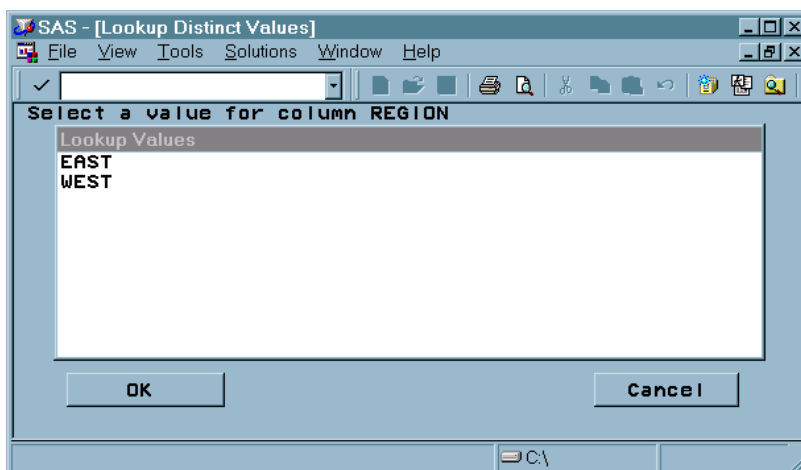 SAS - [Lookup Distinct Values]
File View Tools Solutions Window Help
Select a value for column REGION
Lookup Values
EAST
WEST
OK Cancel
C:\